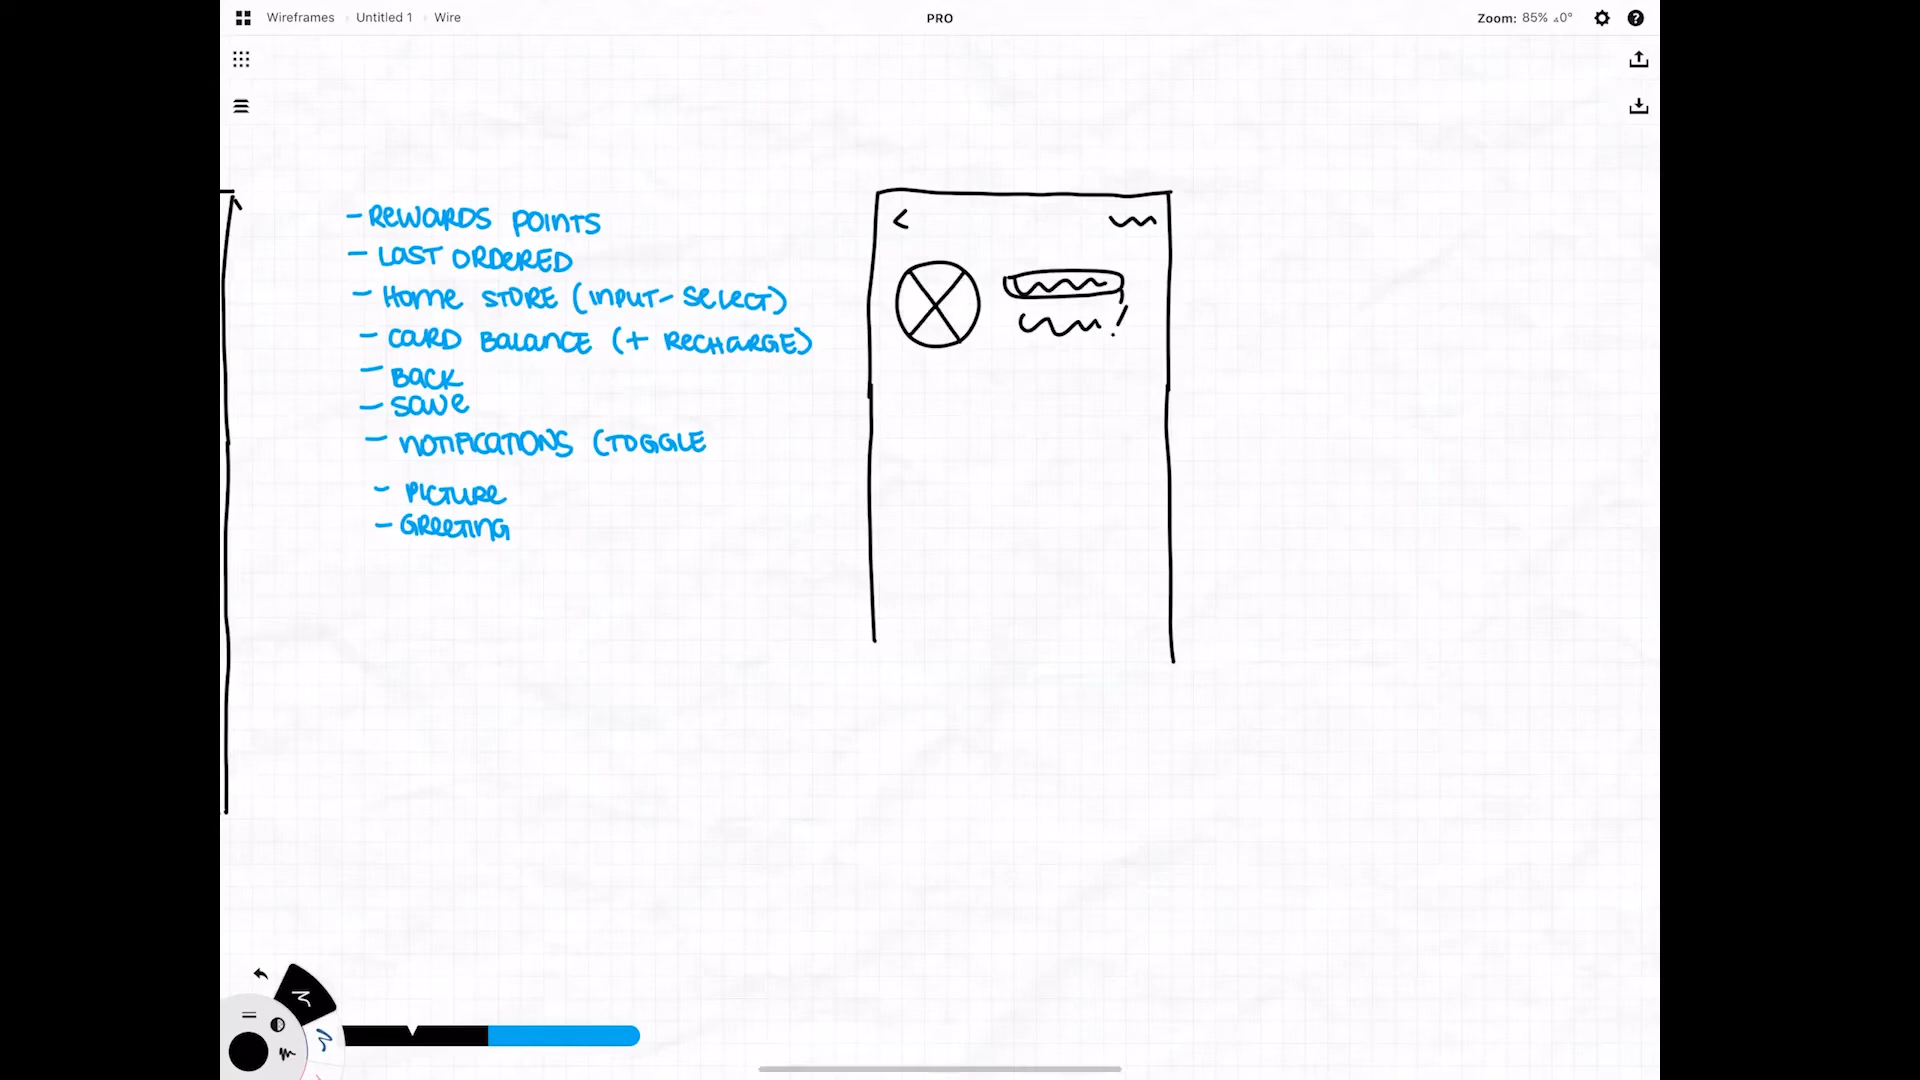 Wireframes › Untitled 1 › Wire
PRO
Zoom: 85% ⊿0°
- REWARDS POINTS
- LAST ORDERED
- HOME STORE (INPUT- SELECT)
- CARD BALANCE (+ RECHARGE)
- BACK
- SAVE
- NOTIFICATIONS (TOGGLE
- PICTURE
- GREETING